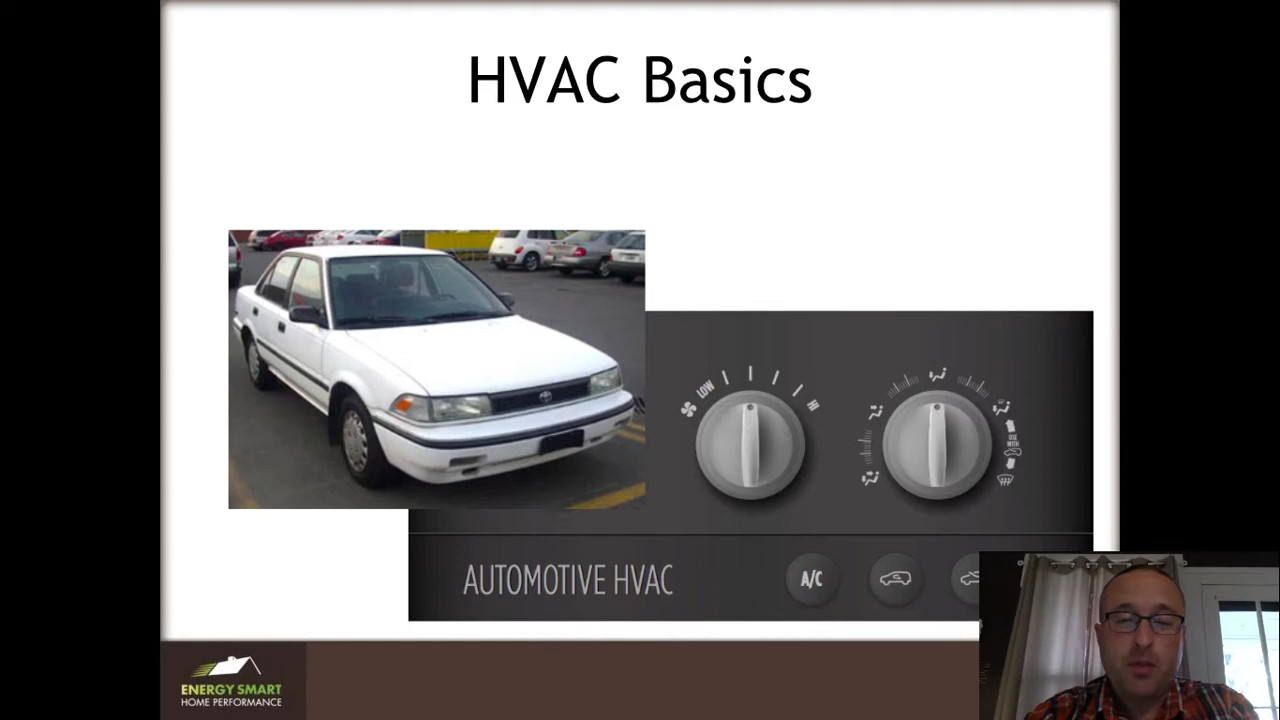 HVAC Basics
LOW
HI
USE
WITH
AUTOMOTIVE HVAC
A/C
ENERGY SMART
HOME PERFORMANCE